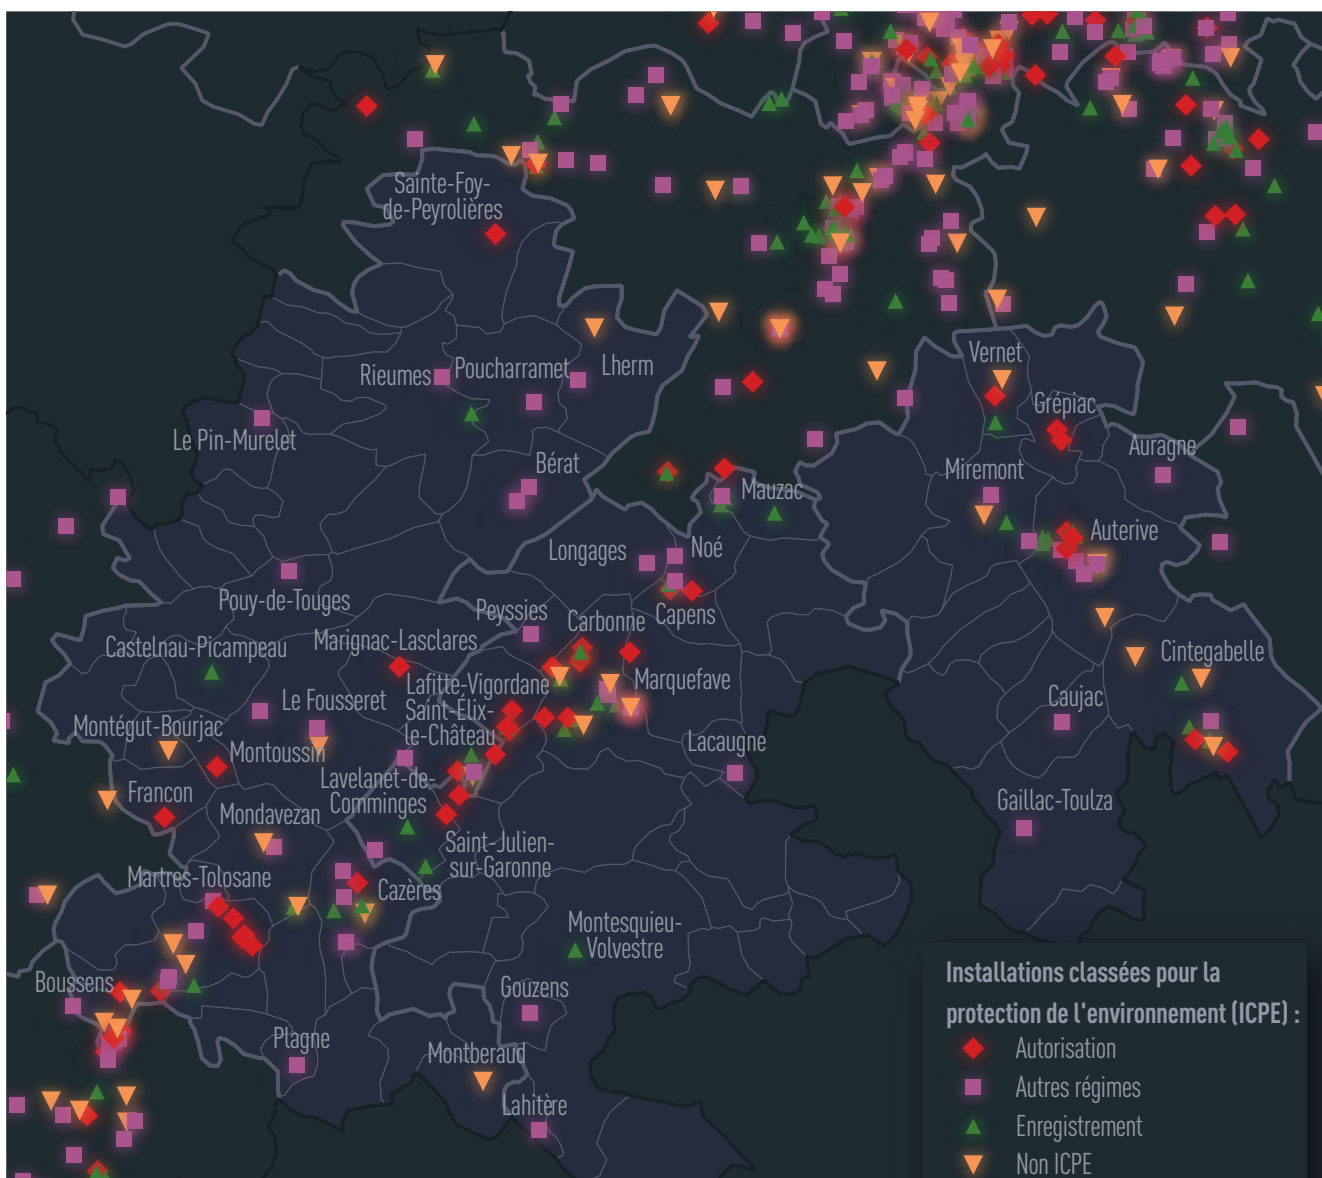 Sainte-Foy-
de-Peyrolières
Vernet
Rieumes
Poucharramet
Lherm
Grépiac
Le Pin-Murelet
Auragne
Bérat
Miremont
Mauzac
Auterive
Longages
Noé
Pouy-de-Touges
Peyssies
Carbonne
Capens
Castelnau-Picampeau
Marignac-Lasclares
Cintegabelle
Lafitte-Vigordane
Marquefave
Le Fousseret
Saint-Élix-
le-Château
Caujac
Montégut-Bourjac
Montoussin
Lacaugne
Lavelanet-de-
Comminges
Francon
Mondavezan
Gaillac-Toulza
Saint-Julien-
sur-Garonne
Martres-Tolosane
Cazères
Montesquieu-
Volvestre
Boussens
Gouzens
Plagne
Montberaud
Lahitère
Installations classées pour la
protection de l'environnement (ICPE) :
Autorisation
Autres régimes
Enregistrement
Non ICPE